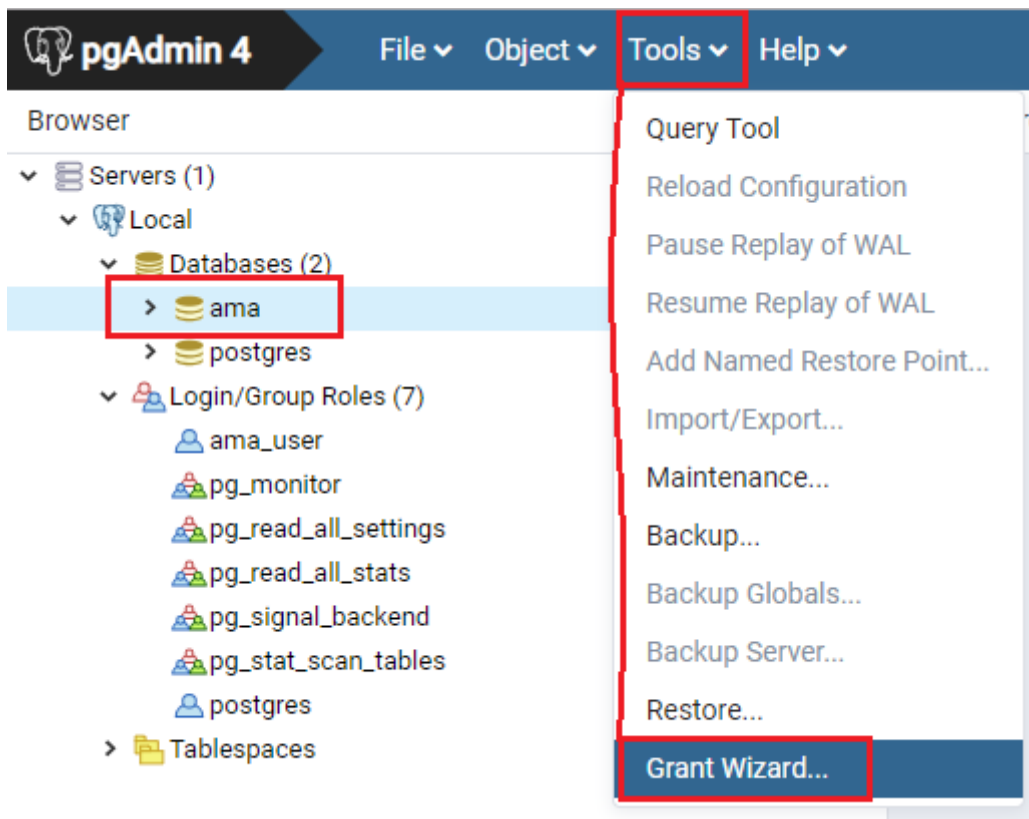 pgAdmin 4
File
Object
Tools
Help
Browser
Servers (1)
Local
Databases (2)
ama
postgres
Login/Group Roles (7)
ama_user
pg_monitor
pg_read_all_settings
pg_read_all_stats
pg_signal_backend
pg_stat_scan_tables
postgres
Tablespaces
Query Tool
Reload Configuration
Pause Replay of WAL
Resume Replay of WAL
Add Named Restore Point...
Import/Export...
Maintenance...
Backup...
Backup Globals...
Backup Server...
Restore...
Grant Wizard...